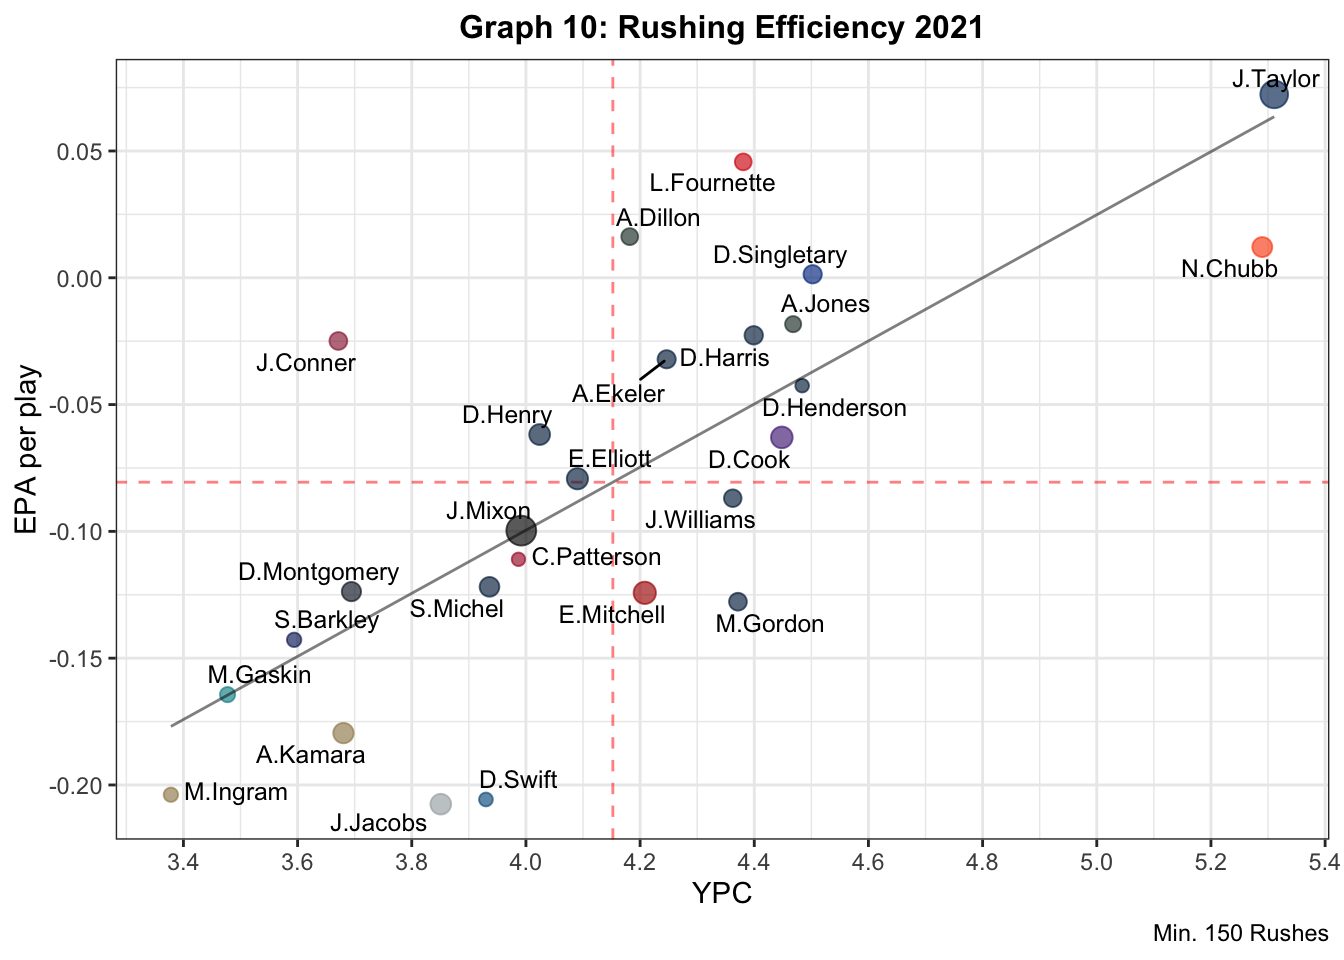 Graph 10: Rushing Efficiency 2021
J.Taylor
0.05
L.Fournette
A.Dillon
D.Singletary
N.Chubb
0.00
A.Jones
J.Conner
D.Harris
A.Ekeler
-0.05
D.Henry
D.Henderson
E.Elliott
D.Cook
EPA per play
J.Mixon
J.Williams
-0.10
C.Patterson
D.Montgomery
S.Michel
E.Mitchell
S.Barkley
M.Gordon
-0.15
M.Gaskin
A.Kamara
D.Swift
-0.20
M.Ingram
J.Jacobs
3.4 3.6 3.8 4.0 4.2 4.4 4.6 4.8 5.0 5.2 5.4
YPC
Min. 150 Rushes